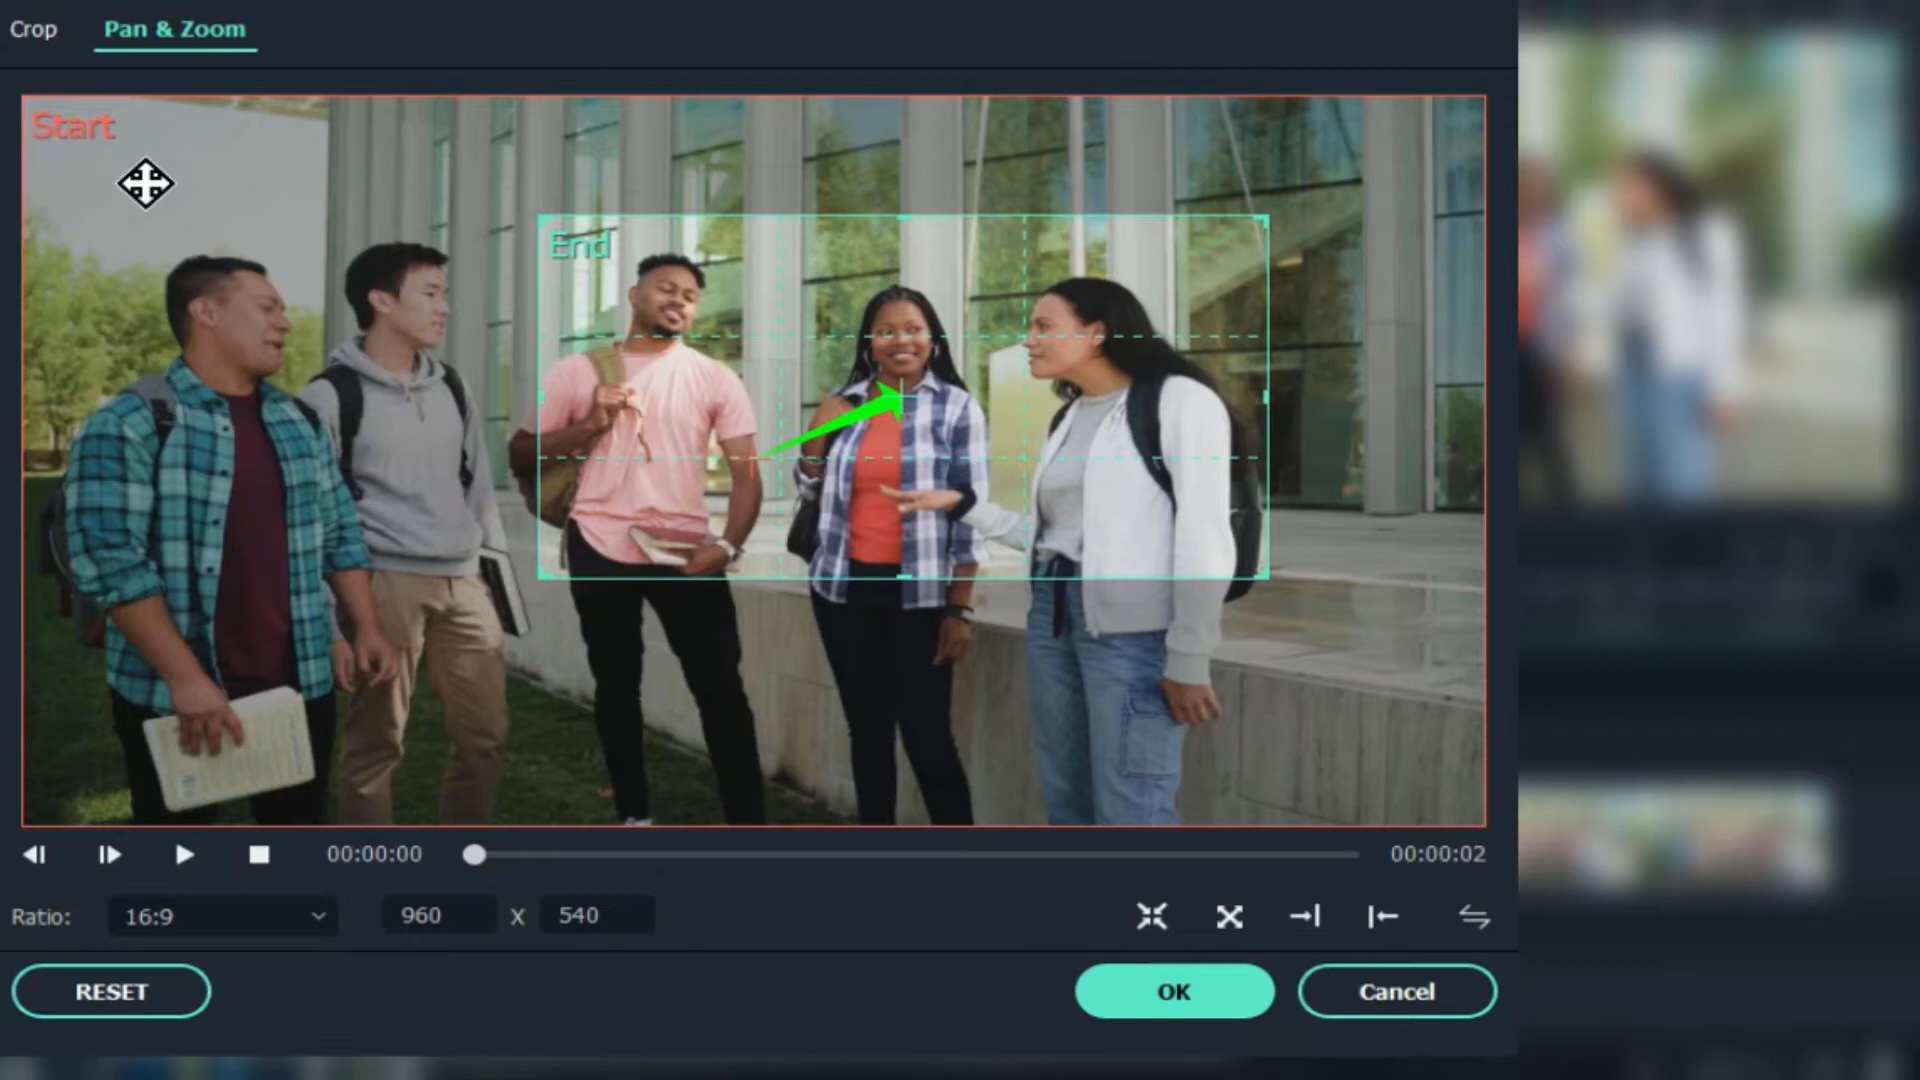 Crop Pan & Zoom
Start
End
00:00:00 00:00:02
Ratio: 16:9 960 X 540
RESET OK Cancel